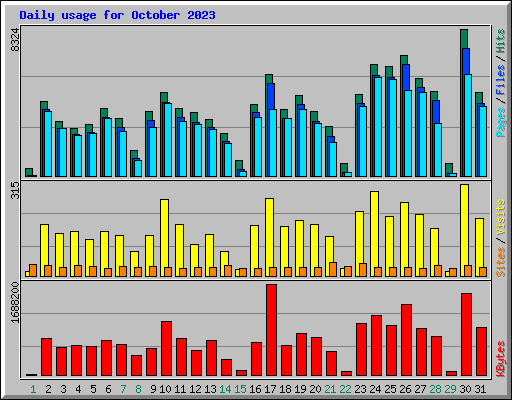 Daily usage for October 2023
8324
315
1688200
Pages / Files / Hits
Sites / Visits
KBytes
1 2 3 4 5 6 7 8 9 10 11 12 13 14 15 16 17 18 19 20 21 22 23 24 25 26 27 28 29 30 31